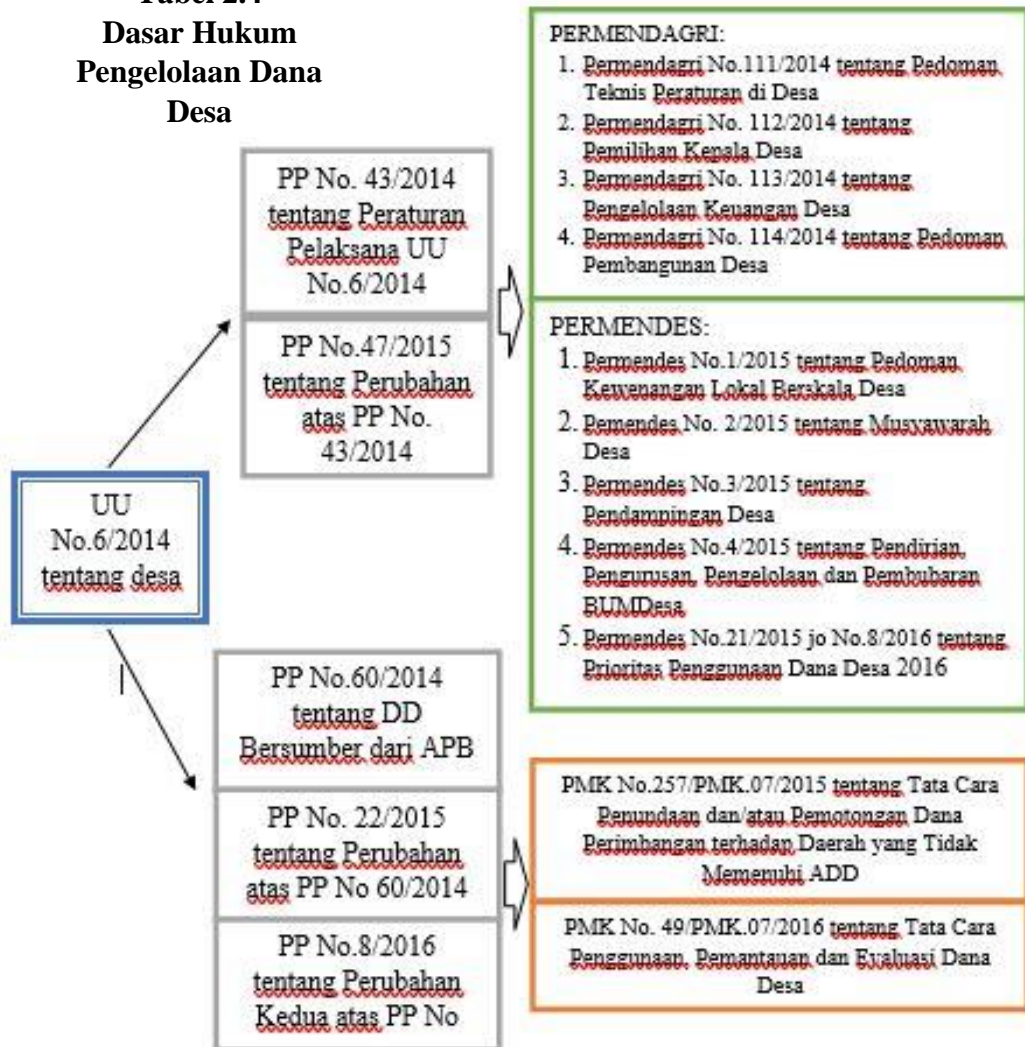 Tabel 2.4
Dasar Hukum
Pengelolaan Dana
Desa
UU
No.6/2014
tentang desa
PP No. 43/2014
tentang Peraturan
Pelaksana UU
No.6/2014
PP No.47/2015
tentang Perubahan
atas PP No.
43/2014
PERMENDAGRI:
1. Permendagri No.111/2014 tentang Pedoman
Teknis Peraturan di Desa
2. Permendagri No. 112/2014 tentang
Pemilihan Kepala Desa
3. Permendagri No. 113/2014 tentang
Pengelolaan Keuangan Desa
4. Permendagri No. 114/2014 tentang Pedoman
Pembangunan Desa
PERMENDES:
1. Permendes No.1/2015 tentang Pedoman
Kewenangan Lokal Berskala Desa
2. Pemendes No. 2/2015 tentang Musyawarah
Desa
3. Permendes No.3/2015 tentang
Pendampingan Desa
4. Permendes No.4/2015 tentang Pendirian,
Pengurusan, Pengelolaan dan Pembubaran
BUMDesa
5. Permendes No.21/2015 jo No.8/2016 tentang
Prioritas Penggunaan Dana Desa 2016
PP No.60/2014
tentang DD
Bersumber dari APB
PP No. 22/2015
tentang Perubahan
atas PP No 60/2014
PP No.8/2016
tentang Perubahan
Kedua atas PP No
PMK No.257/PMK.07/2015 tentang Tata Cara
Penundaan dan/atau Pemotongan Dana
Perimbangan terhadap Daerah yang Tidak
Memenuhi ADD
PMK No. 49/PMK.07/2016 tentang Tata Cara
Penggunaan, Pemantauan dan Evaluasi Dana
Desa